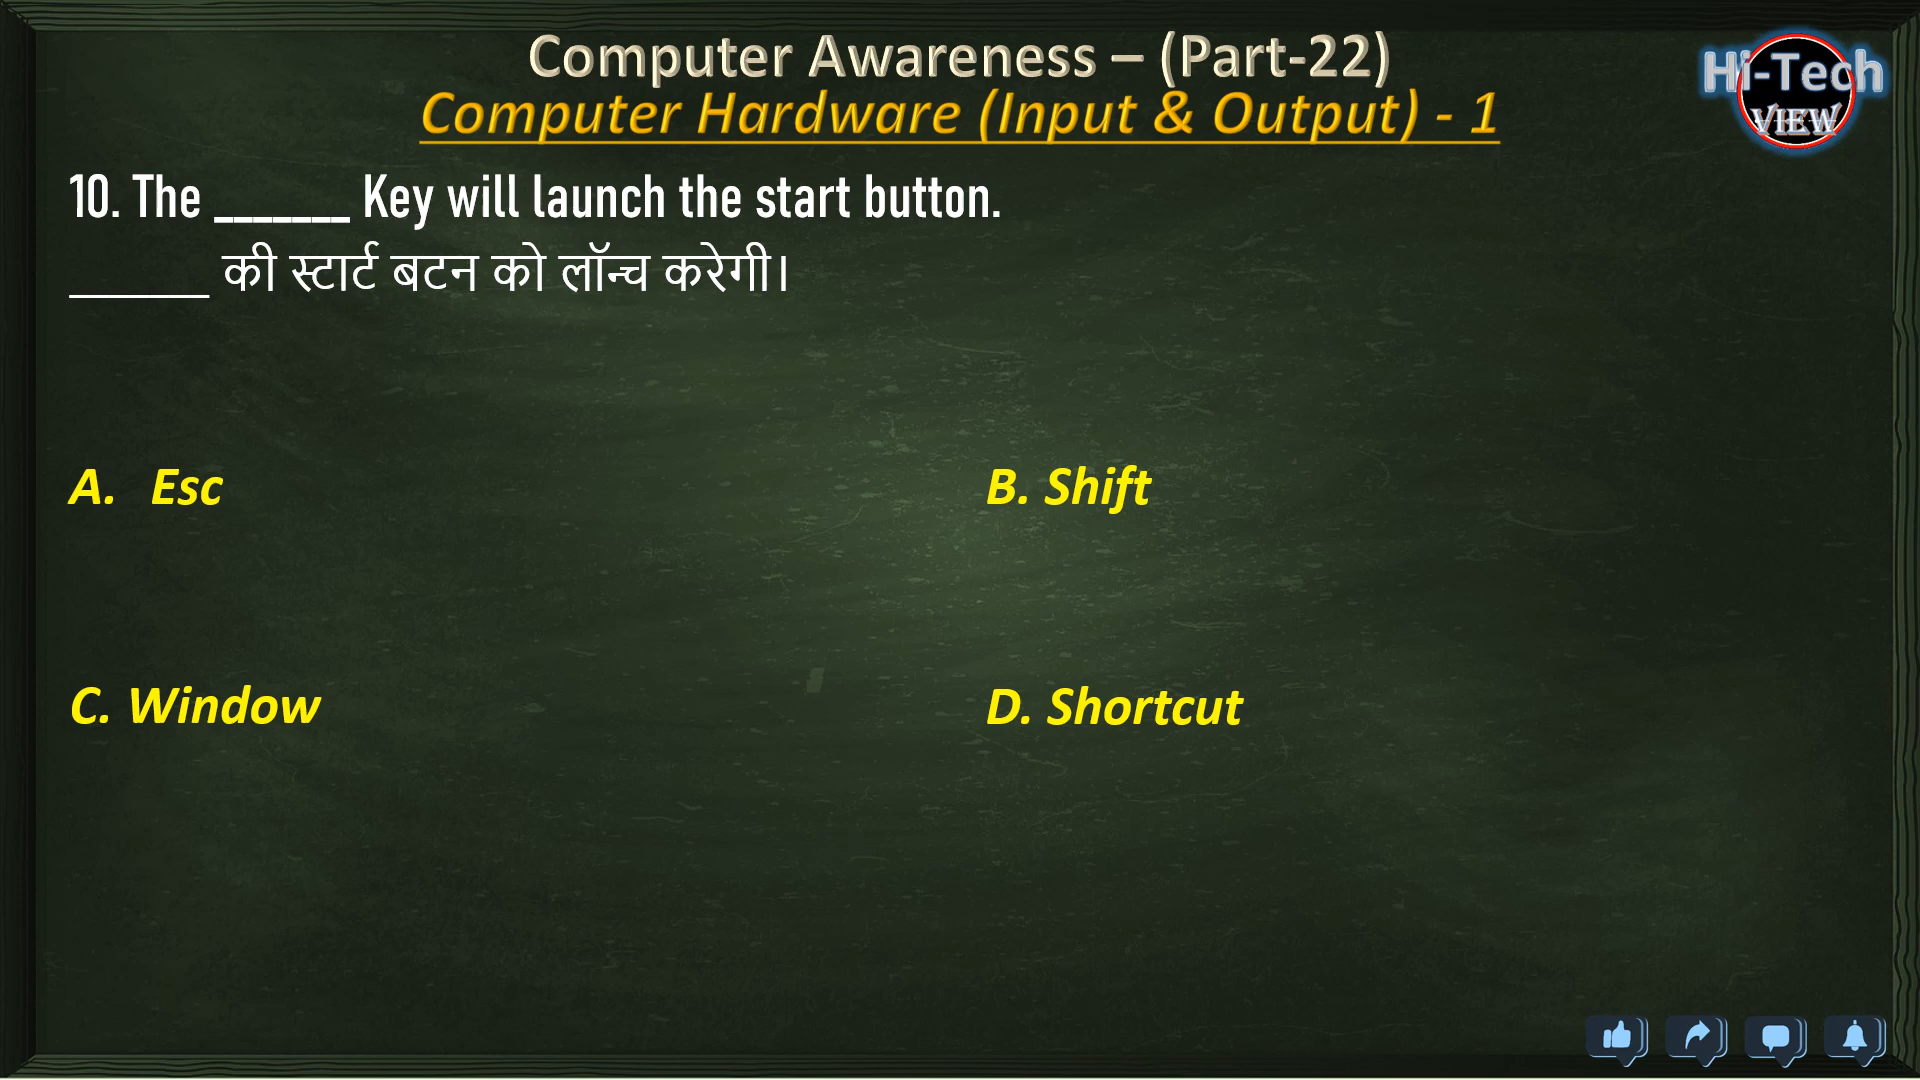 Computer Awareness – (Part-22)
Computer Hardware (Input & Output) - 1
Hi-Tech
VIEW
10. The _______ Key will launch the start button.
______ की स्टार्ट बटन को लॉन्च करेगी।
A. Esc
B. Shift
C. Window
D. Shortcut